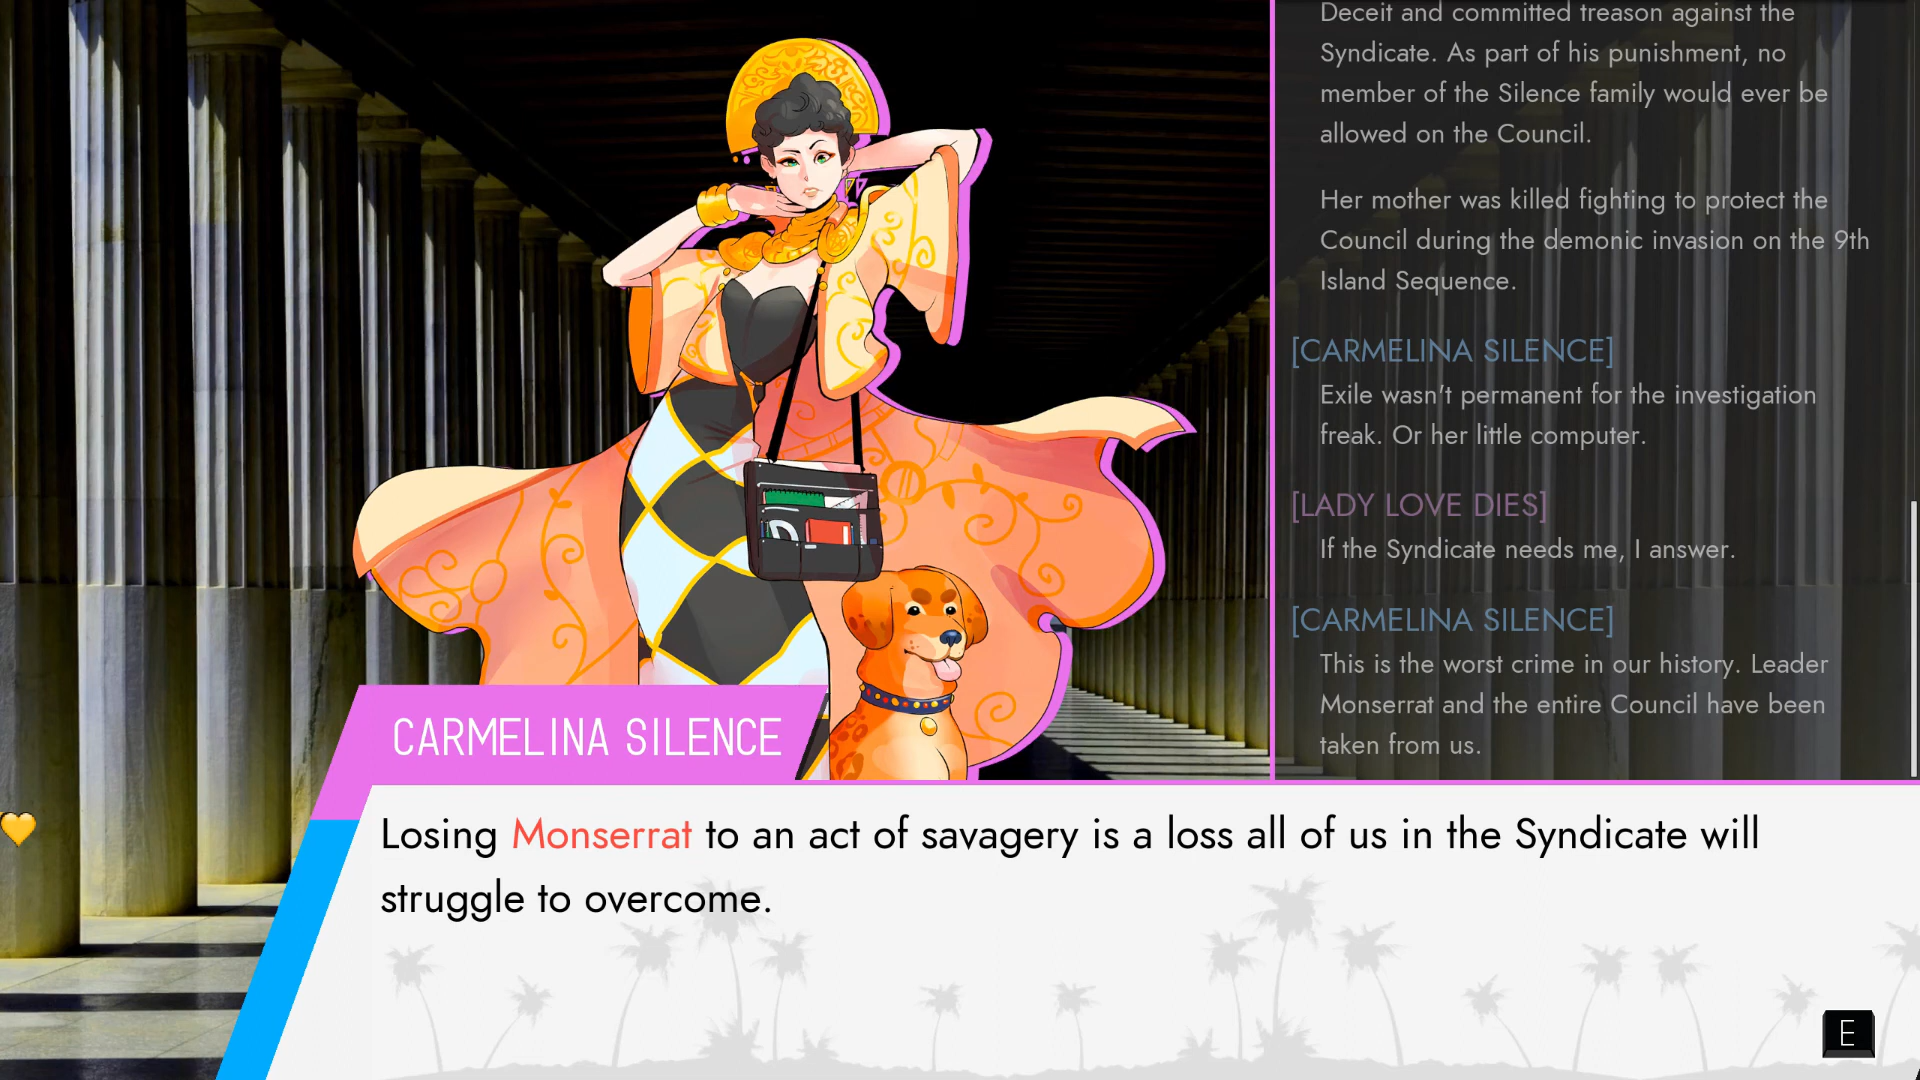 Deceit and committed treason against the
Syndicate. As part of his punishment, no
member of the Silence family would ever be
allowed on the Council.
Her mother was killed fighting to protect the
Council during the demonic invasion on the 9th
Island Sequence.
[CARMELINA SILENCE]
Exile wasn't permanent for the investigation
freak. Or her little computer.
[LADY LOVE DIES]
If the Syndicate needs me, I answer.
[CARMELINA SILENCE]
This is the worst crime in our history. Leader
Monserrat and the entire Council have been
taken from us.
CARMELINA SILENCE
Losing Monserrat to an act of savagery is a loss all of us in the Syndicate will
struggle to overcome.
E